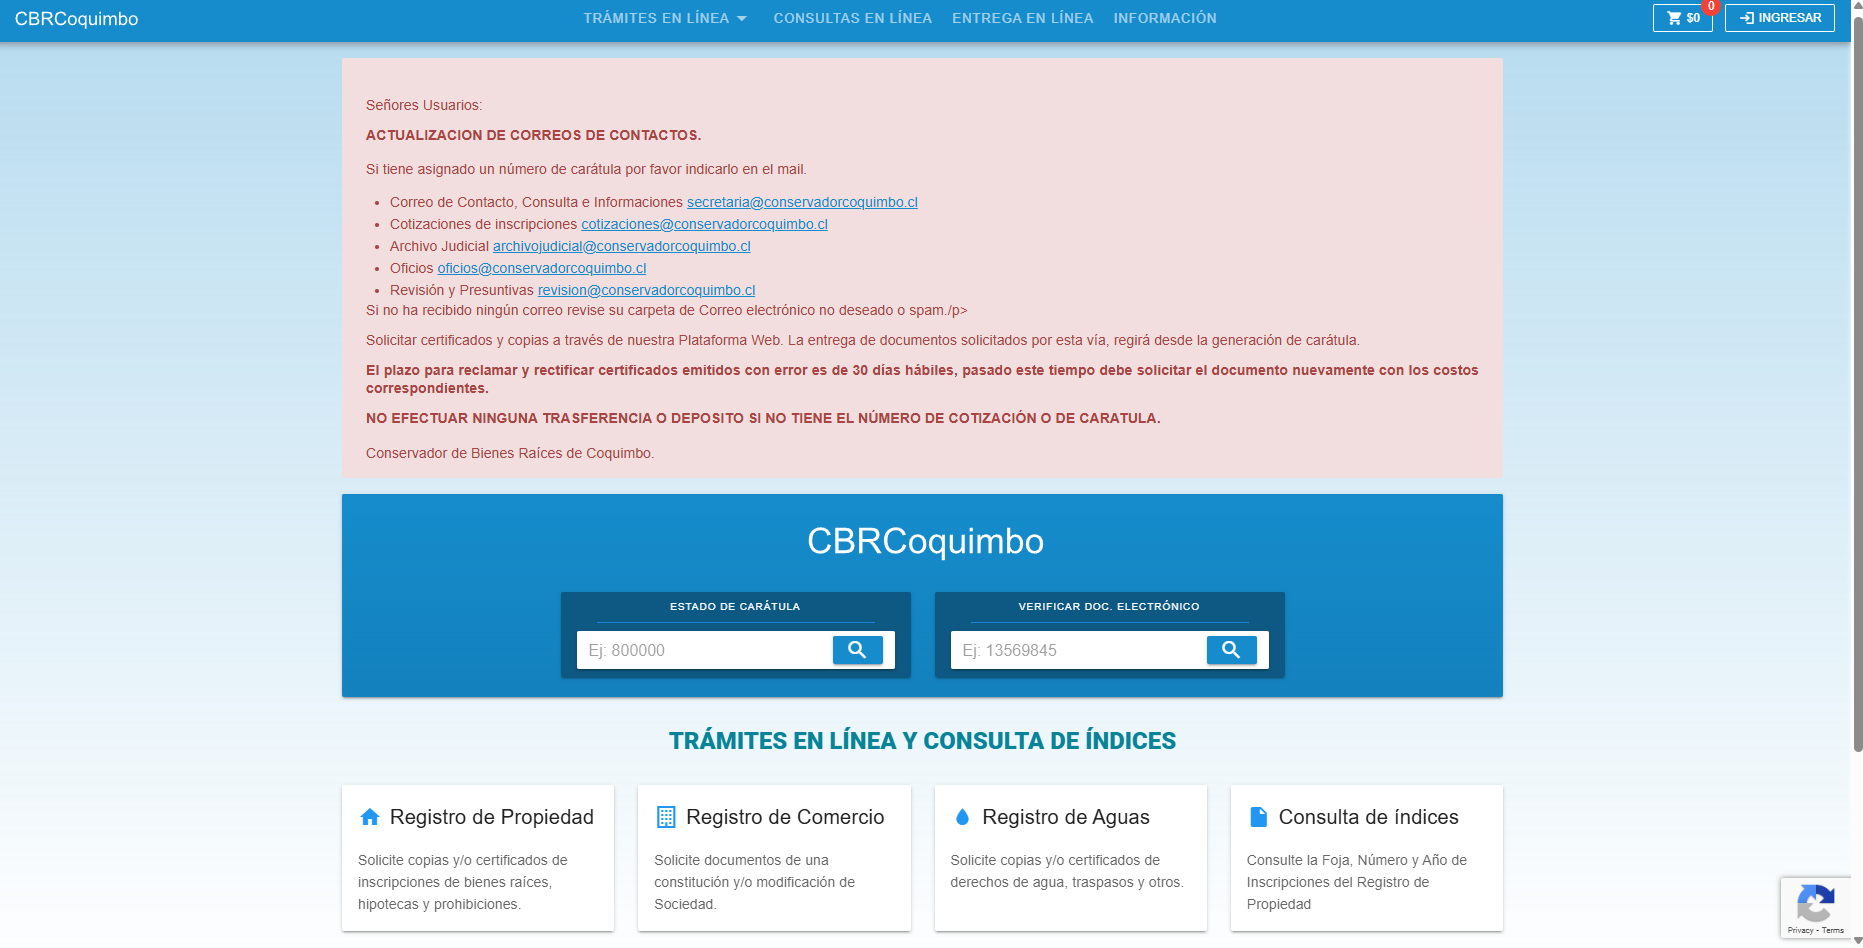 CBRCoquimbo
TRÁMITES EN LÍNEA
CONSULTAS EN LÍNEA
ENTREGA EN LÍNEA
INFORMACIÓN
$0
0
INGRESAR
Señores Usuarios:
ACTUALIZACION DE CORREOS DE CONTACTOS.
Si tiene asignado un número de carátula por favor indicarlo en el mail.
Correo de Contacto, Consulta e Informaciones secretaria@conservadorcoquimbo.cl
Cotizaciones de inscripciones cotizaciones@conservadorcoquimbo.cl
Archivo Judicial archivojudicial@conservadorcoquimbo.cl
Oficios oficios@conservadorcoquimbo.cl
Revisión y Presuntivas revision@conservadorcoquimbo.cl
Si no ha recibido ningún correo revise su carpeta de Correo electrónico no deseado o spam./p>
Solicitar certificados y copias a través de nuestra Plataforma Web. La entrega de documentos solicitados por esta vía, regirá desde la generación de carátula.
El plazo para reclamar y rectificar certificados emitidos con error es de 30 días hábiles, pasado este tiempo debe solicitar el documento nuevamente con los costos
correspondientes.
NO EFECTUAR NINGUNA TRASFERENCIA O DEPOSITO SI NO TIENE EL NÚMERO DE COTIZACIÓN O DE CARATULA.
Conservador de Bienes Raíces de Coquimbo.
CBRCoquimbo
ESTADO DE CARÁTULA
Ej: 800000
VERIFICAR DOC. ELECTRÓNICO
Ej: 13569845
TRÁMITES EN LÍNEA Y CONSULTA DE ÍNDICES
Registro de Propiedad
Solicite copias y/o certificados de
inscripciones de bienes raíces,
hipotecas y prohibiciones.
Registro de Comercio
Solicite documentos de una
constitución y/o modificación de
Sociedad.
Registro de Aguas
Solicite copias y/o certificados de
derechos de agua, traspasos y otros.
Consulta de índices
Consulte la Foja, Número y Año de
Inscripciones del Registro de
Propiedad
Privacy - Terms